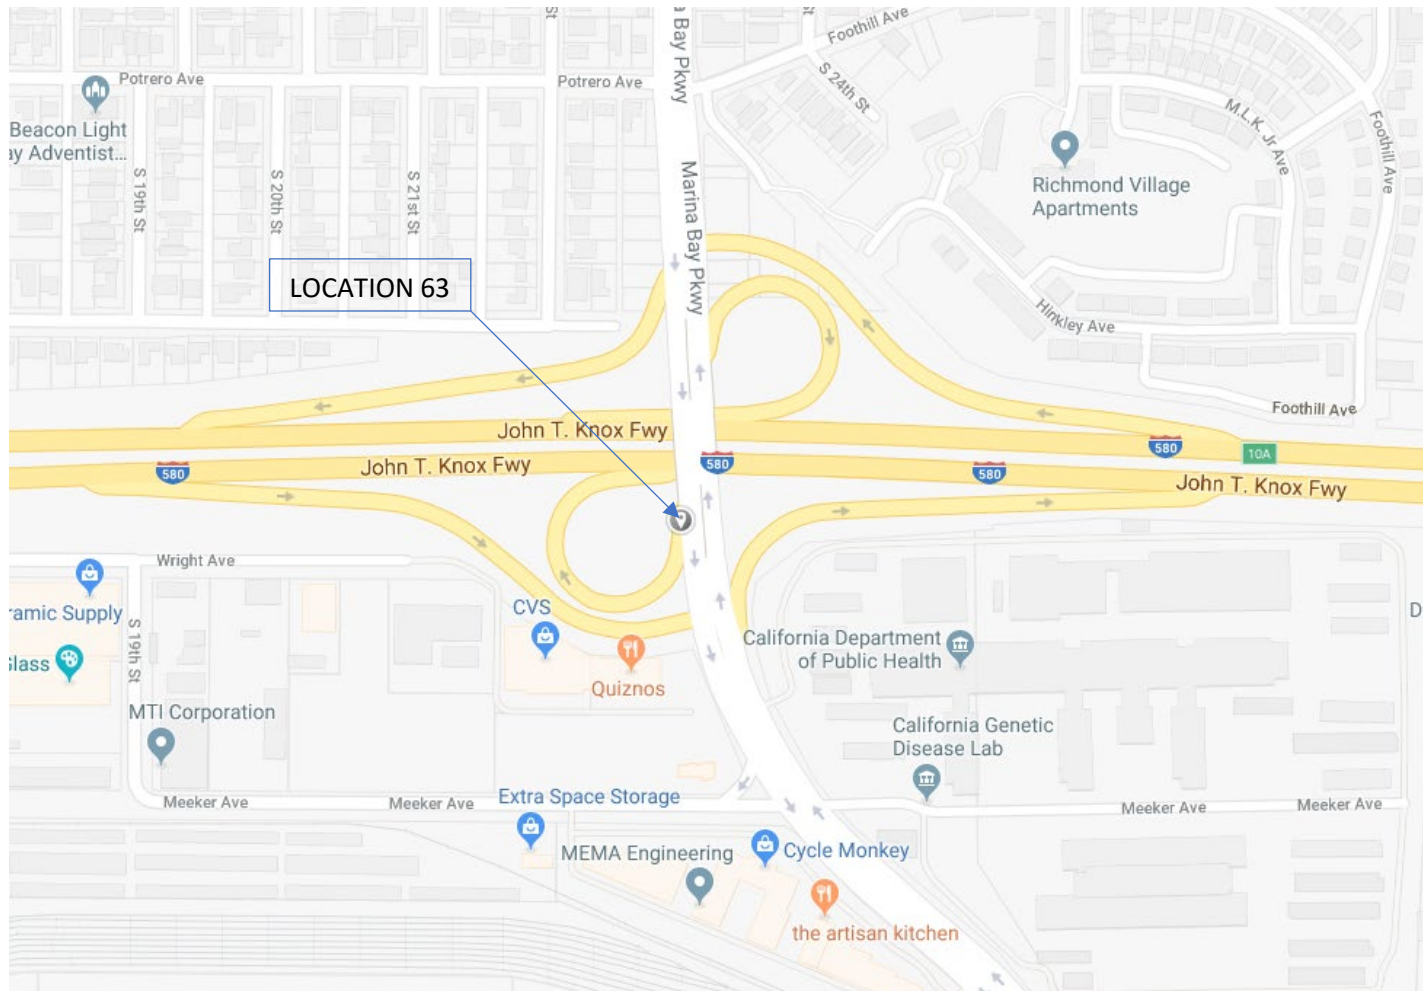 St
a Bay Pkwy
St
Foothill Ave
Potrero Ave
Potrero Ave
S 24th St
Beacon Light
ay Adventist...
M.L.K. Jr Ave
Foothill Ave
S 19th St
S 20th St
S 21st St
Marina Bay Pkwy
Richmond Village
Apartments
LOCATION 63
Hinkley Ave
Foothill Ave
John T. Knox Fwy
580
10A
John T. Knox Fwy
580
580
580
John T. Knox Fwy
Wright Ave
ramic Supply
CVS
D
S 19th St
California Department
of Public Health
Glass
Quiznos
MTI Corporation
California Genetic
Disease Lab
Meeker Ave
Meeker Ave
Extra Space Storage
Meeker Ave
Meeker Ave
MEMA Engineering
Cycle Monkey
the artisan kitchen